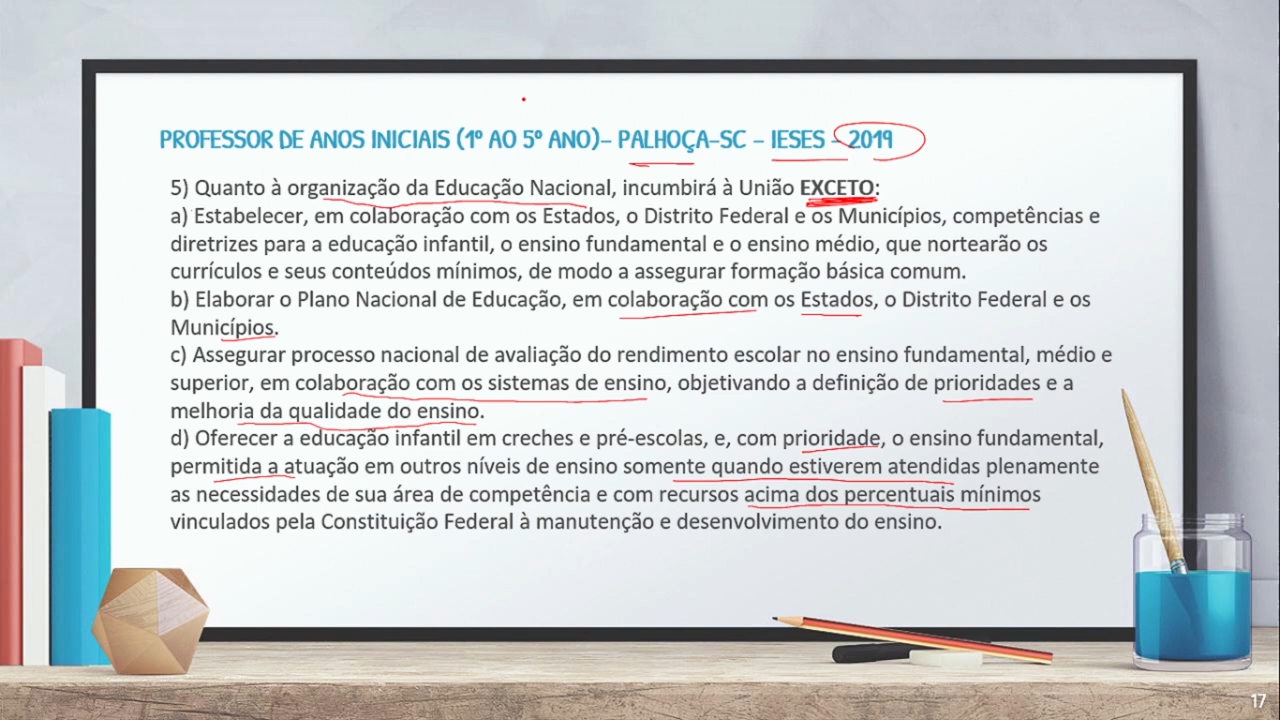 PROFESSOR DE ANOS INICIAIS (1º AO 5º ANO)– PALHOÇA-SC – IESES – 2019
5) Quanto à organização da Educação Nacional, incumbirá à União EXCETO:
a) Estabelecer, em colaboração com os Estados, o Distrito Federal e os Municípios, competências e
diretrizes para a educação infantil, o ensino fundamental e o ensino médio, que nortearão os
currículos e seus conteúdos mínimos, de modo a assegurar formação básica comum.
b) Elaborar o Plano Nacional de Educação, em colaboração com os Estados, o Distrito Federal e os
Municípios.
c) Assegurar processo nacional de avaliação do rendimento escolar no ensino fundamental, médio e
superior, em colaboração com os sistemas de ensino, objetivando a definição de prioridades e a
melhoria da qualidade do ensino.
d) Oferecer a educação infantil em creches e pré-escolas, e, com prioridade, o ensino fundamental,
permitida a atuação em outros níveis de ensino somente quando estiverem atendidas plenamente
as necessidades de sua área de competência e com recursos acima dos percentuais mínimos
vinculados pela Constituição Federal à manutenção e desenvolvimento do ensino.
17